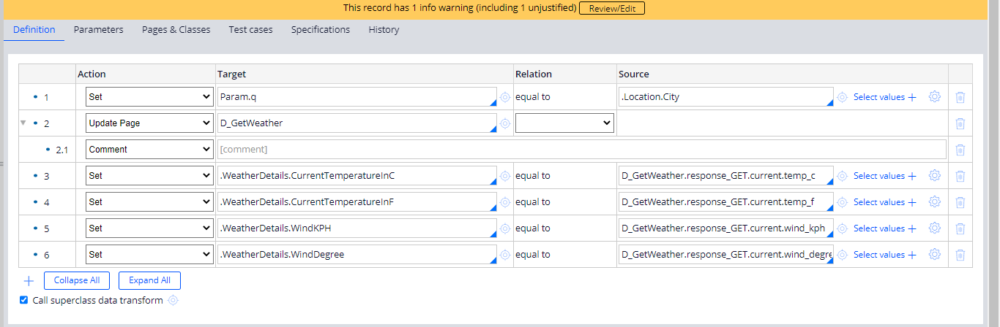 This record has 1 info warning (including 1 unjustified) Review/Edit
Definition Parameters Pages & Classes Test cases Specifications History
Action Target Relation Source
1 Set Param.q equal to .Location.City Select values
2 Update Page D_GetWeather
2.1 Comment [comment]
3 Set .WeatherDetails.CurrentTemperatureInC equal to D_GetWeather.response_GET.current.temp_c Select values
4 Set .WeatherDetails.CurrentTemperatureInF equal to D_GetWeather.response_GET.current.temp_f Select values
5 Set .WeatherDetails.WindKPH equal to D_GetWeather.response_GET.current.wind_kph Select values
6 Set .WeatherDetails.WindDegree equal to D_GetWeather.response_GET.current.wind_degre Select values
Collapse All Expand All
Call superclass data transform